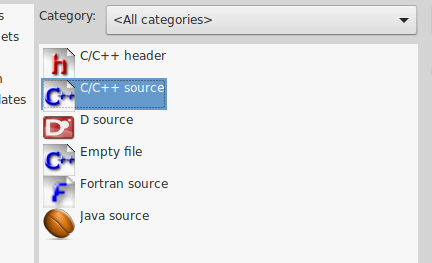 Category: <All categories>
s
ets
C/C++ header
C/C++ source
lates
D source
Empty file
Fortran source
Java source